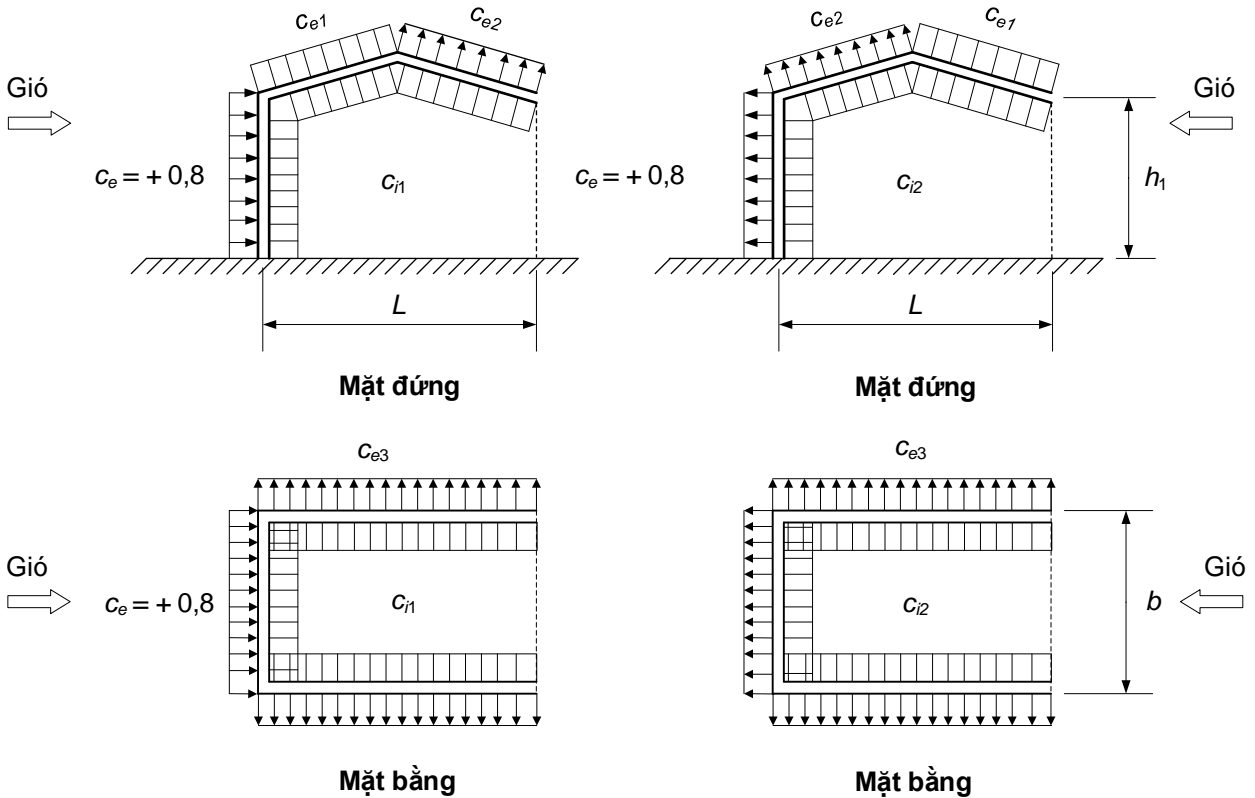 ce1 ce2 ce2 ce1
Gió Gió
ce = + 0,8 ci1 ce = + 0,8 ci2 h1
L L
Mặt đứng Mặt đứng
ce3 ce3
Gió Gió
ce = + 0,8 ci1 ci2 b
Mặt bằng Mặt bằng